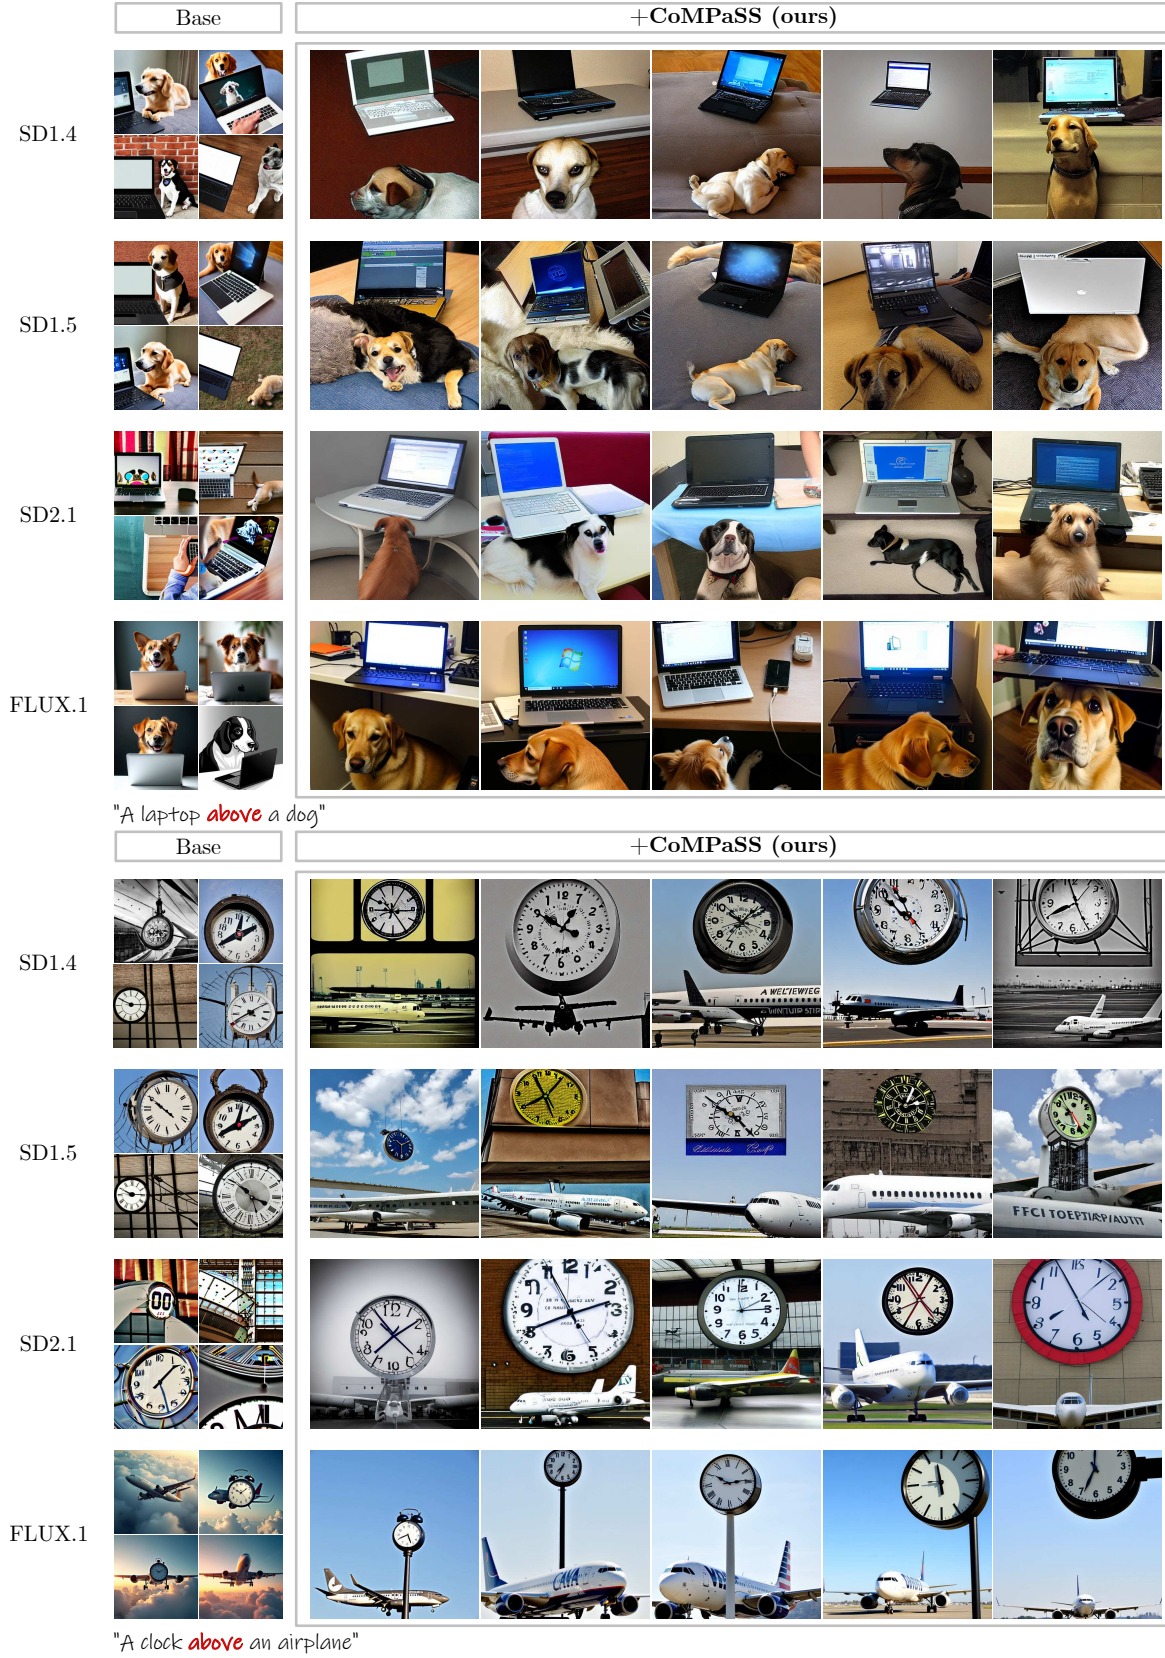 Base
+CoMPaSS (ours)
SD1.4
SD1.5
SD2.1
FLUX.1
"A laptop above a dog"
Base
+CoMPaSS (ours)
SD1.4
SD1.5
SD2.1
FLUX.1
"A clock above an airplane"